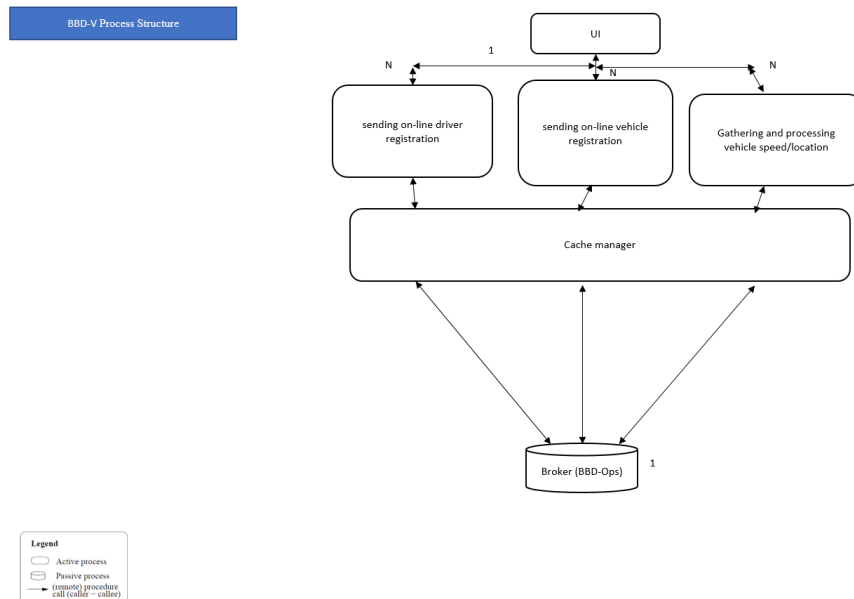 BBD-V Process Structure
UI
1
N
N
N
sending on-line driver
registration
sending on-line vehicle
registration
Gathering and processing
vehicle speed/location
Cache manager
Broker (BBD-Ops)
1
Legend
Active process
Passive process
(remote) procedure
call (caller – callee)